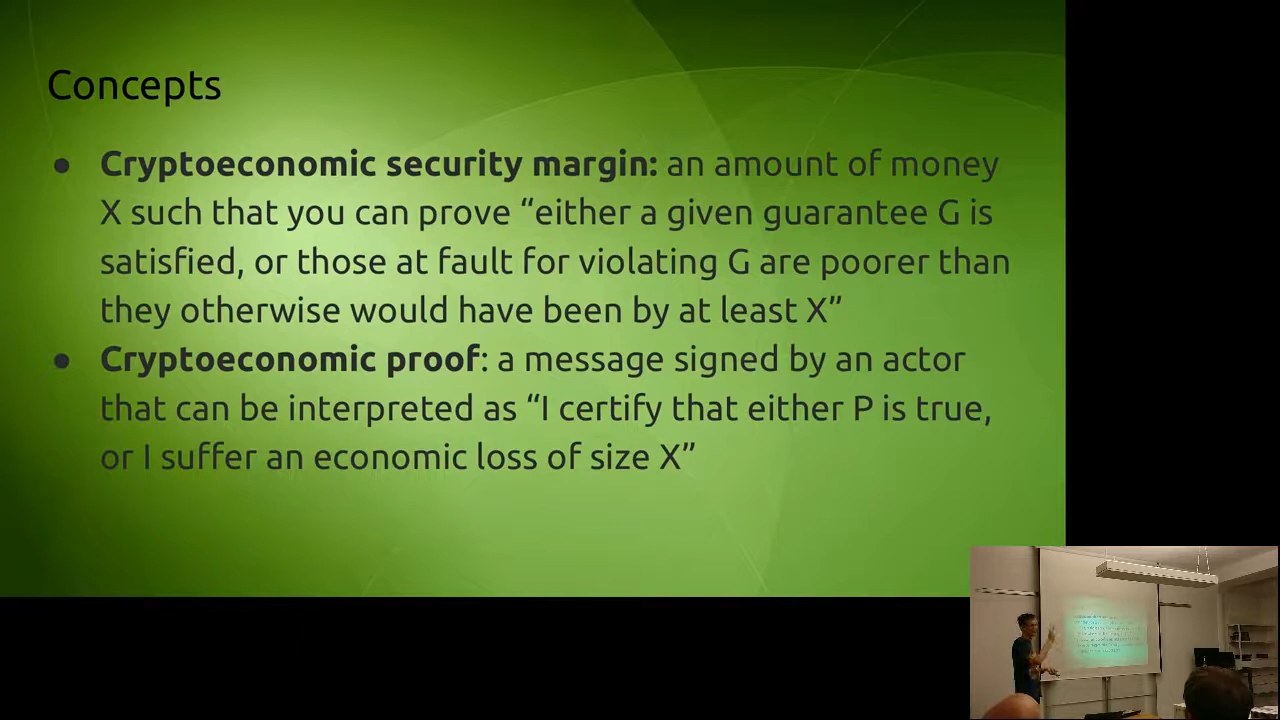 Concepts
● Cryptoeconomic security margin: an amount of money
X such that you can prove “either a given guarantee G is
satisfied, or those at fault for violating G are poorer than
they otherwise would have been by at least X”
● Cryptoeconomic proof: a message signed by an actor
that can be interpreted as “I certify that either P is true,
or I suffer an economic loss of size X”